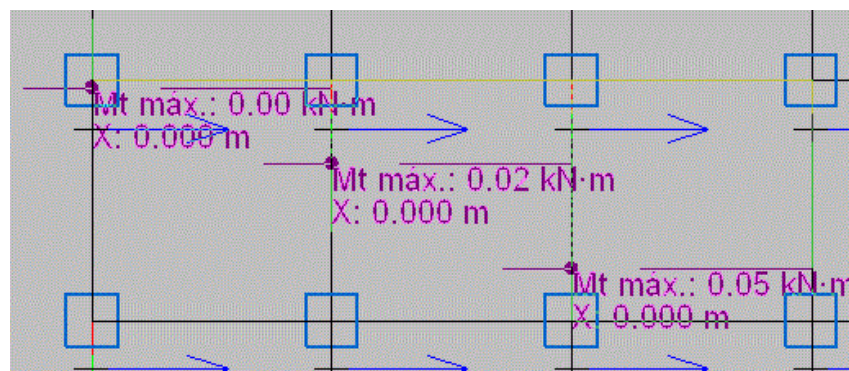 Mt máx.: 0.00 kN·m
X: 0.000 m
Mt máx.: 0.02 kN·m
X: 0.000 m
Mt máx.: 0.05 kN·m
X: 0.000 m